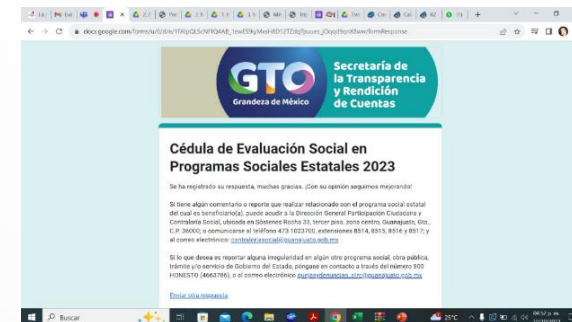 docs.google.com/forms/
GTO
Grandeza de México
Secretaría de
la Transparencia
y Rendición
de Cuentas
Cédula de Evaluación Social en
Programas Sociales Estatales 2023
Se ha registrado su respuesta, muchas gracias. ¡Con su opinión seguimos mejorando!
Si tiene algún comentario o reporte que realizar relacionado con el programa social estatal
del cual es beneficiario(a), puede acudir a la Dirección General Participación Ciudadana y
Contraloría Social, ubicada en Sóstenes Rocha 33, tercer piso, zona centro, Guanajuato, Gto.,
C.P. 36000; o comunicarse al teléfono 473 1023700, extensiones 8514, 8515, 8516 y 8517; y
al correo electrónico: contraloriasocial@guanajuato.gob.mx
Si lo que desea es reportar alguna irregularidad en algún otro programa social, obra pública,
trámite y/o servicio de Gobierno del Estado, póngase en contacto a través del número 800
HONESTO (4663786), o al correo electrónico quejasydenuncias_strc@guanajuato.gob.mx
Enviar otra respuesta
Buscar
25°C